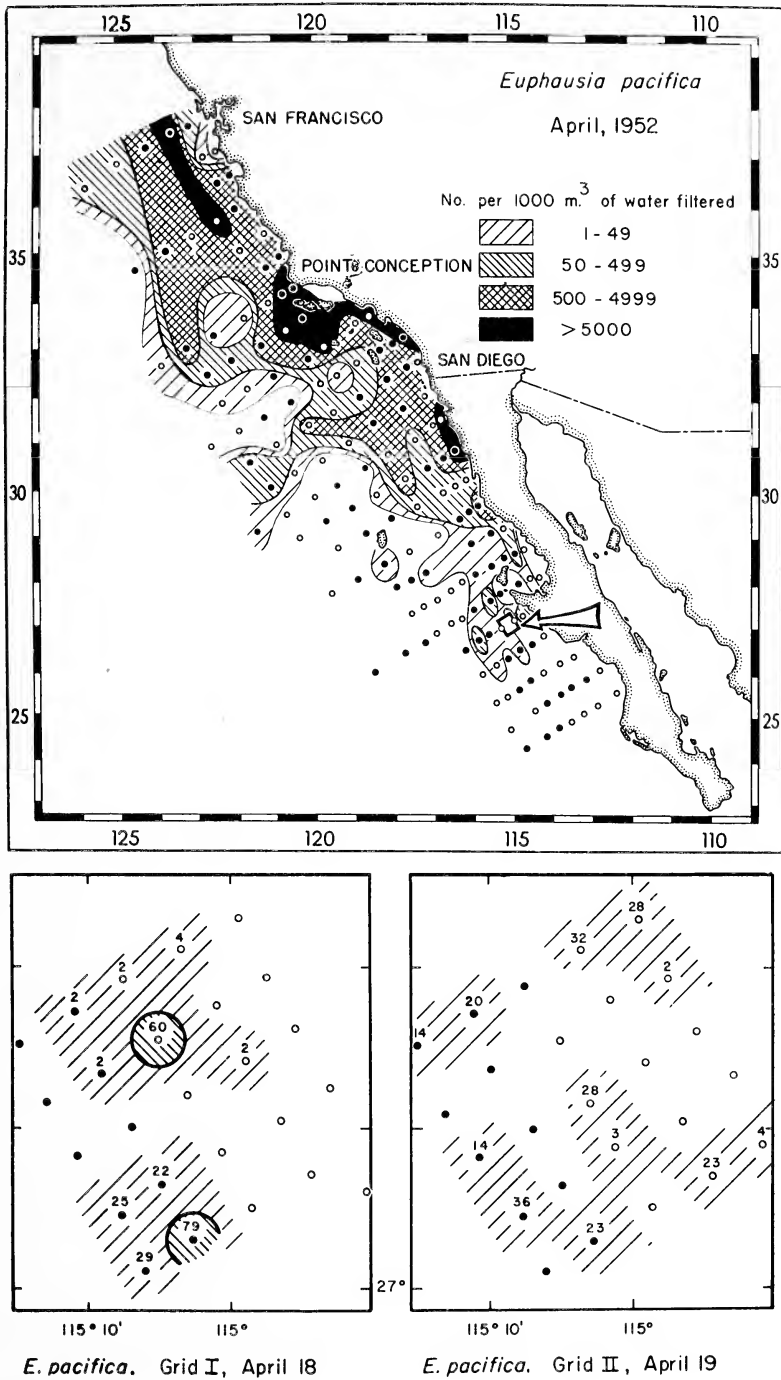 125 120 115 110
Euphausia pacifica
April, 1952
SAN FRANCISCO
No. per 1000 m.³ of water filtered
1-49
50-499
500-4999
>5000
35 35
POINT CONCEPTION
SAN DIEGO
30 30
25 25
125 120 115 110
4
2
2
60
2
2
22
25
79
29
28
32
2
20
14
28
14
3
4
23
36
23
27°
115° 10' 115°
115° 10' 115°
E. pacifica. Grid I, April 18
E. pacifica. Grid II, April 19